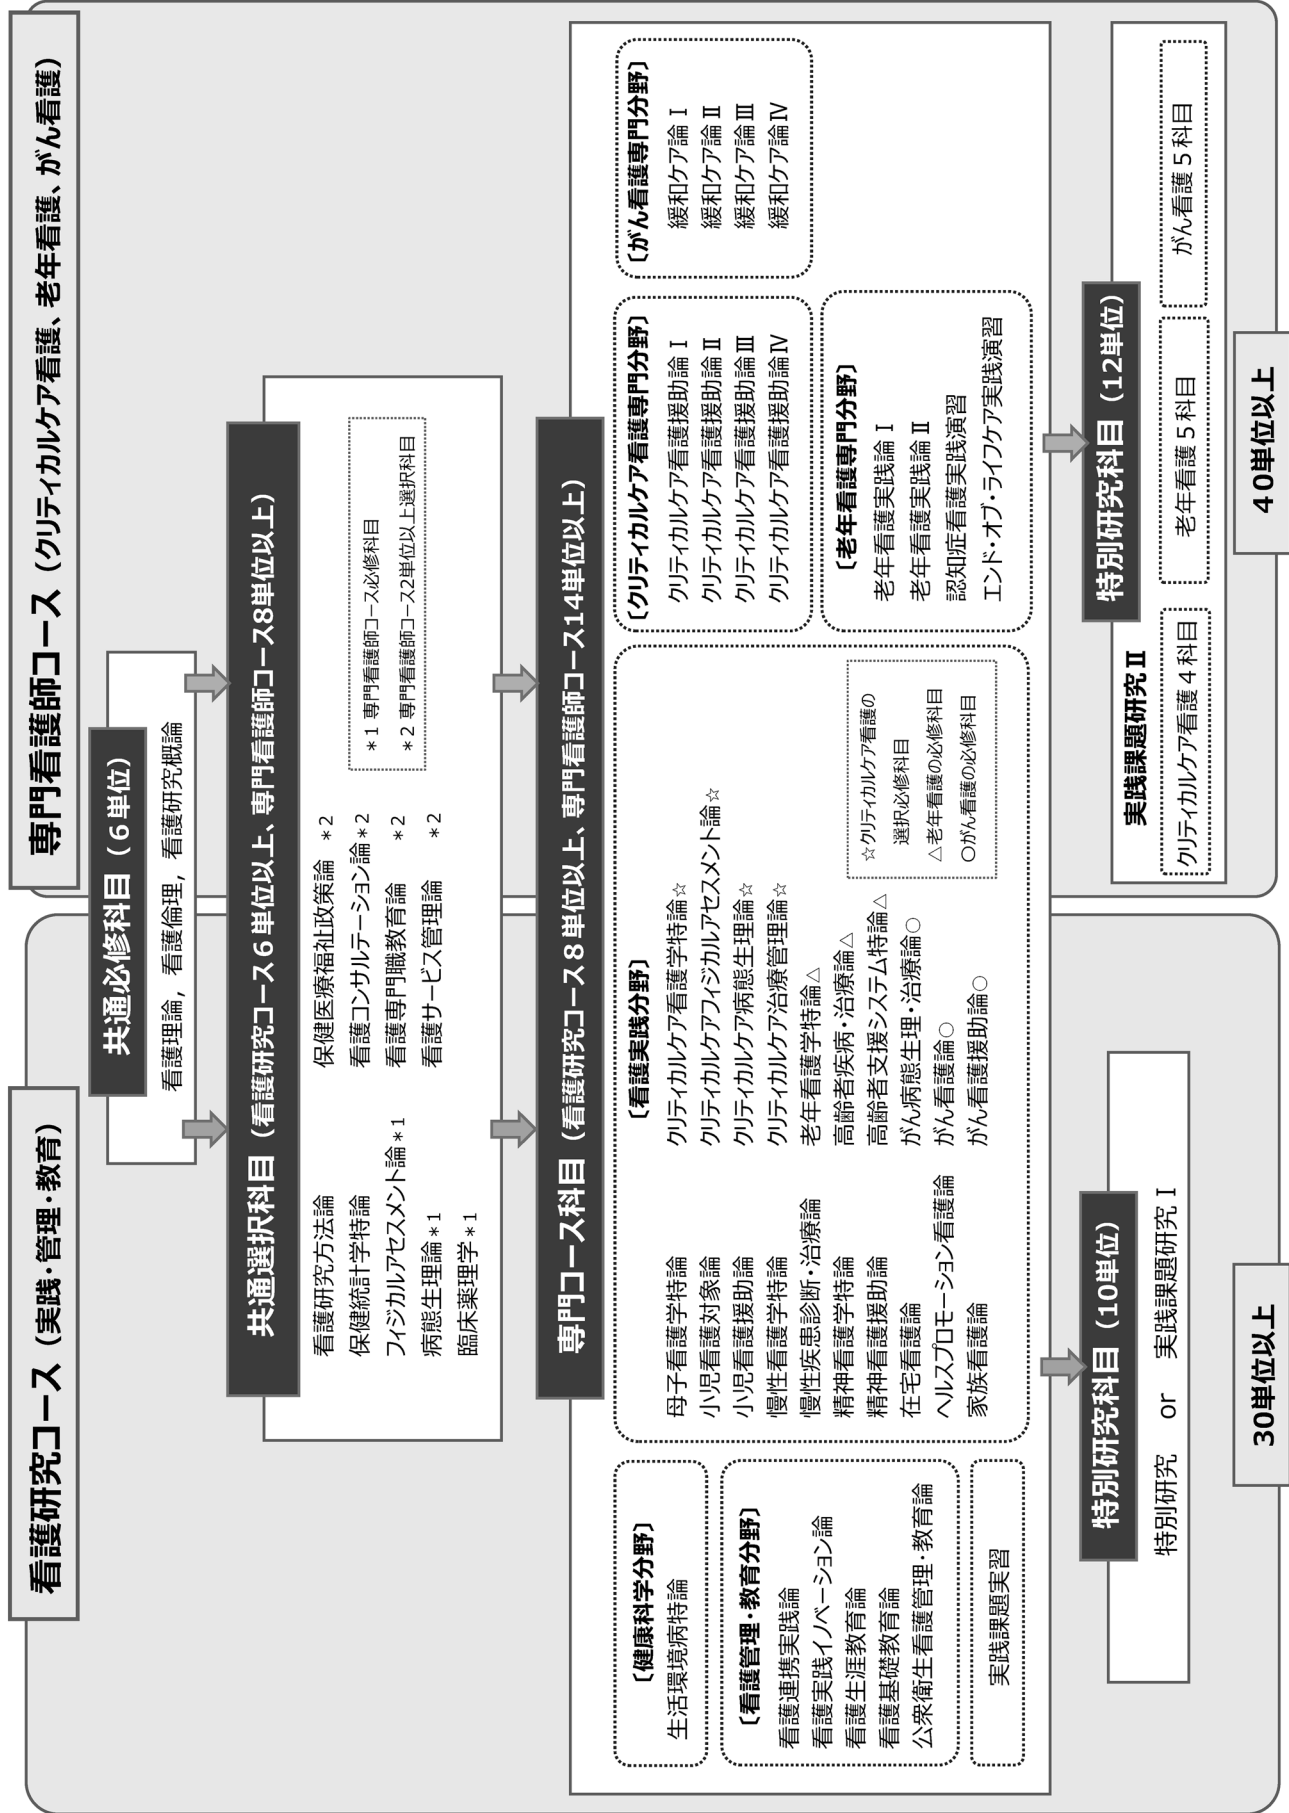 看護研究コース（実践・管理・教育）
専門看護師コース（クリティカルケア看護、老年看護、がん看護）
共通必修科目（６単位）
看護理論，看護倫理，看護研究概論
共通選択科目（看護研究コース６単位以上、専門看護師コース8単位以上）
看護研究方法論
保健統計学特論
フィジカルアセスメント論＊1
病態生理論＊1
臨床薬理学＊1
保健医療福祉政策論 ＊2
看護コンサルテーション論＊2
看護専門職教育論 ＊2
看護サービス管理論 ＊2
＊1 専門看護師コース必修科目
＊2 専門看護師コース2単位以上選択科目
専門コース科目（看護研究コース８単位以上、専門看護師コース14単位以上）
〔健康科学分野〕
生活環境病特論
〔看護管理・教育分野〕
看護連携実践論
看護実践イノベーション論
看護生涯教育論
看護基礎教育論
公衆衛生看護管理・教育論
実践課題実習
〔看護実践分野〕
母子看護学特論
小児看護対象論
小児看護援助論
慢性看護学特論
慢性疾患診断・治療論
精神看護学特論
精神看護援助論
在宅看護論
ヘルスプロモーション看護論
家族看護論
クリティカルケア看護学特論☆
クリティカルケアフィジカルアセスメント論☆
クリティカルケア病態生理論☆
クリティカルケア治療管理論☆
老年看護学特論△
高齢者疾病・治療論△
高齢者支援システム特論△
がん病態生理・治療論○
がん看護論○
がん看護援助論○
☆クリティカルケア看護の
選択必修科目
△老年看護の必修科目
○がん看護の必修科目
〔クリティカルケア看護専門分野〕
クリティカルケア看護援助論Ⅰ
クリティカルケア看護援助論Ⅱ
クリティカルケア看護援助論Ⅲ
クリティカルケア看護援助論Ⅳ
〔がん看護専門分野〕
緩和ケア論Ⅰ
緩和ケア論Ⅱ
緩和ケア論Ⅲ
緩和ケア論Ⅳ
〔老年看護専門分野〕
老年看護実践論Ⅰ
老年看護実践論Ⅱ
認知症看護実践演習
エンド・オブ・ライフケア実践演習
特別研究科目（10単位）
特別研究 or 実践課題研究Ⅰ
30単位以上
特別研究科目（12単位）
実践課題研究Ⅱ
クリティカルケア看護４科目
老年看護５科目
がん看護５科目
４０単位以上